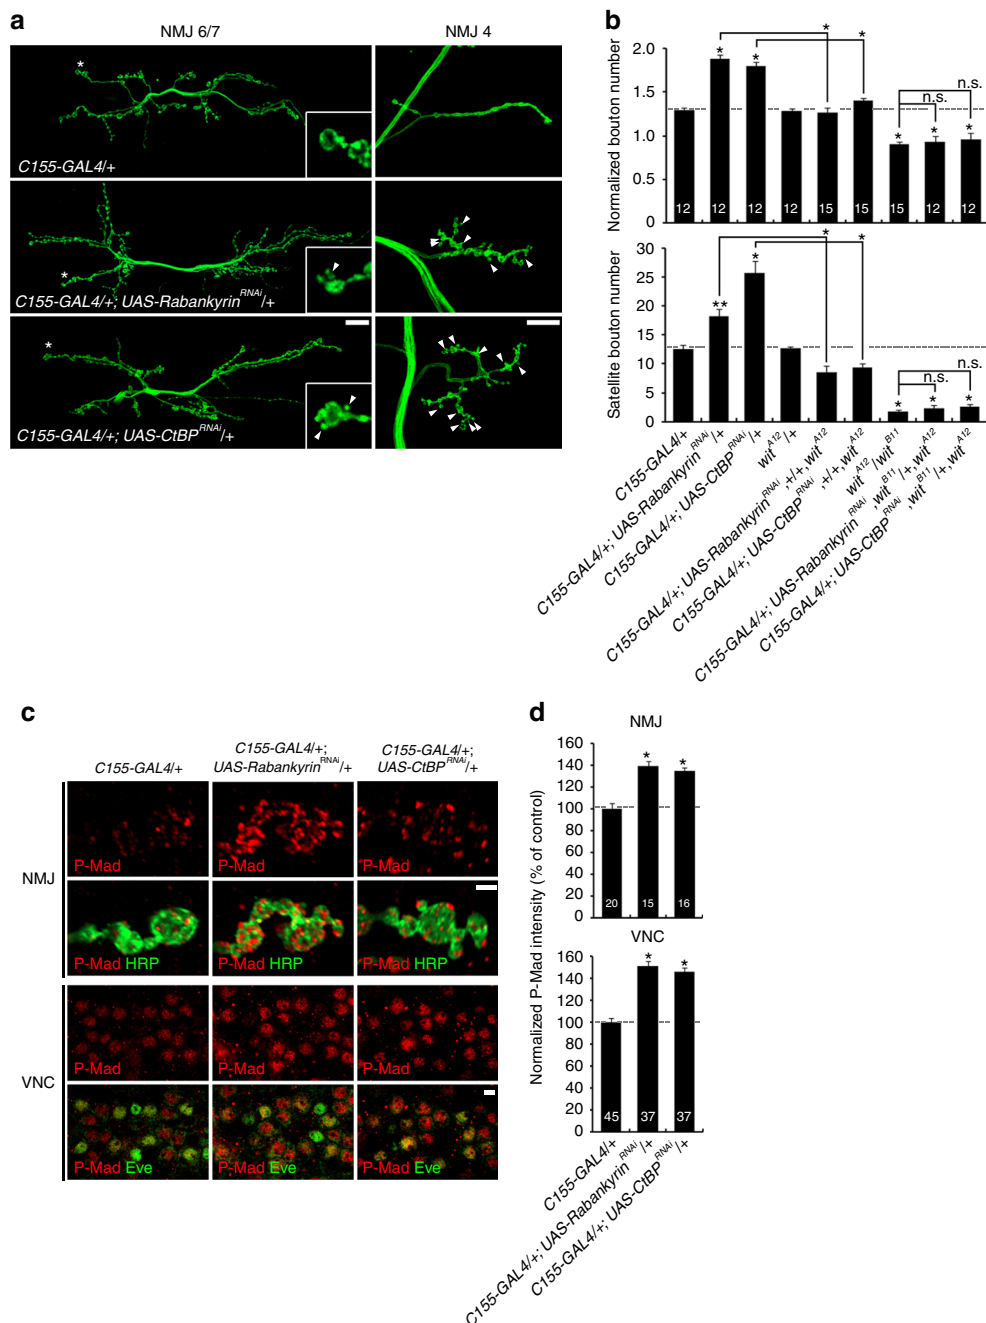 a
NMJ 6/7
NMJ 4
*
C155-GAL4/+
*
C155-GAL4/+; UAS-Rabankyrin^RNAi/+
*
C155-GAL4/+; UAS-CtBP^RNAi/+
b
Normalized bouton number
2.0
1.5
1.0
0.5
0
* * * * * * *
n.s.
n.s.
12 12 12 12 15 12 15 12 12
Satellite bouton number
30
25
20
15
10
5
0
** * * * * * *
n.s.
n.s.
C155-GAL4/+
C155-GAL4/+; UAS-Rabankyrin^RNAi/+
C155-GAL4/+; UAS-CtBP^RNAi/+
wit^A12/+
C155-GAL4/+; UAS-Rabankyrin^RNAi,+/+,wit^A12
C155-GAL4/+; UAS-CtBP^RNAi,+/+,wit^A12
wit^A12/wit^B11
C155-GAL4/+; UAS-Rabankyrin^RNAi,wit^B11/+,wit^A12
C155-GAL4/+; UAS-CtBP^RNAi,wit^B11/+,wit^A12
c
C155-GAL4/+
C155-GAL4/+;
UAS-Rabankyrin^RNAi/+
C155-GAL4/+;
UAS-CtBP^RNAi/+
NMJ
P-Mad
P-Mad
P-Mad
P-Mad HRP
P-Mad HRP
P-Mad HRP
VNC
P-Mad
P-Mad
P-Mad
P-Mad Eve
P-Mad Eve
P-Mad Eve
d
Normalized P-Mad intensity (% of control)
NMJ
160
140
120
100
80
60
40
20
0
* *
20 15 16
VNC
160
140
120
100
80
60
40
20
0
* *
45 37 37
C155-GAL4/+
C155-GAL4/+; UAS-Rabankyrin^RNAi/+
C155-GAL4/+; UAS-CtBP^RNAi/+